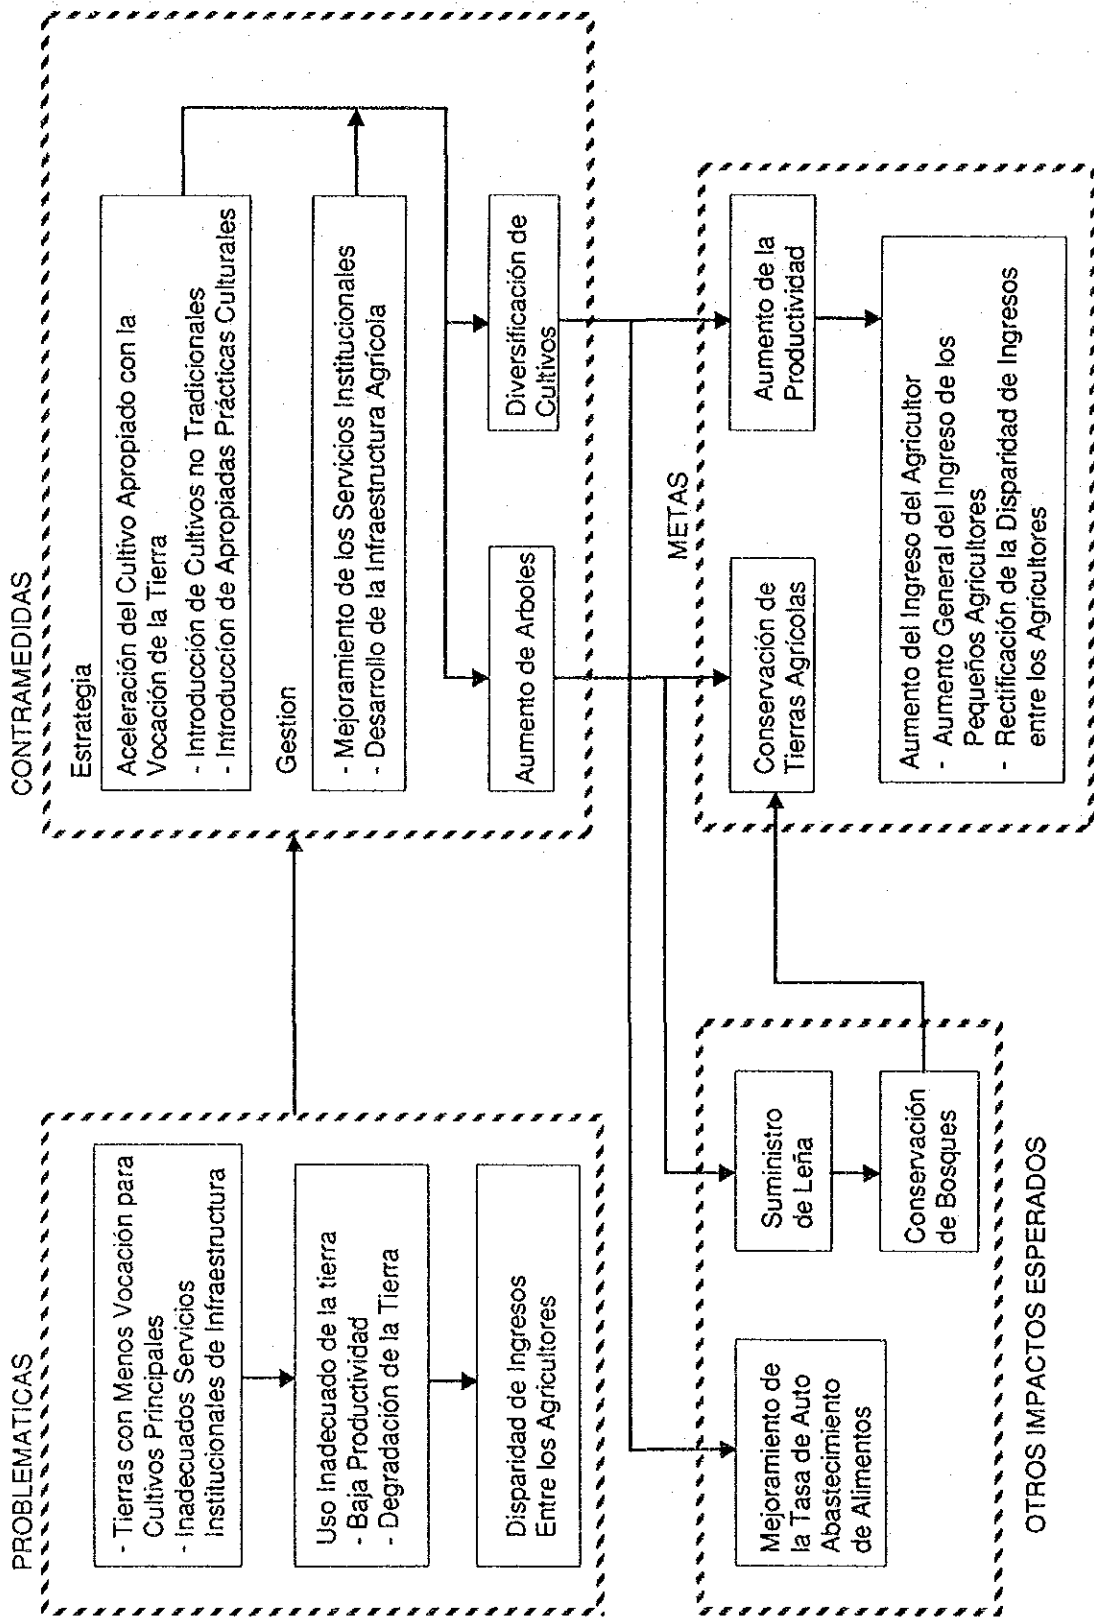 PROBLEMATICAS
- Tierras con Menos Vocación para
Cultivos Principales
- Inadecuados Servicios
Institucionales de Infraestructura
Uso Inadecuado de la tierra
- Baja Productividad
- Degradación de la Tierra
Disparidad de Ingresos
Entre los Agricultores
CONTRAMEDIDAS
Estrategia
Aceleración del Cultivo Apropiado con la
Vocación de la Tierra
- Introducción de Cultivos no Tradicionales
- Introduccíon de Apropiadas Prácticas Culturales
Gestion
- Mejoramiento de los Servicios Institucionales
- Desarrollo de la Infraestructura Agrícola
Aumento de Arboles
Diversificación de
Cultivos
METAS
Conservación de
Tierras Agrícolas
Aumento de la
Productividad
Aumento del Ingreso del Agricultor
- Aumento General del Ingreso de los
Pequeños Agricultores
- Rectificación de la Disparidad de Ingresos
entre los Agricultores
Mejoramiento de
la Tasa de Auto
Abastecimiento
de Alimentos
Suministro
de Leña
Conservación
de Bosques
OTROS IMPACTOS ESPERADOS